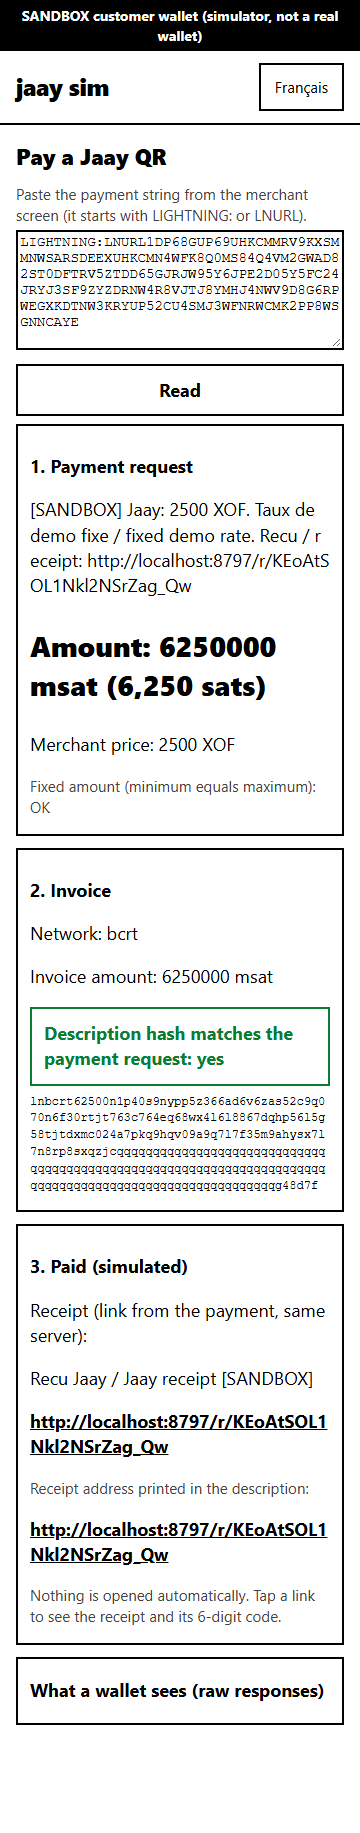 SANDBOX customer wallet (simulator, not a real
wallet)
jaay sim
Français
Pay a Jaay QR
Paste the payment string from the merchant
screen (it starts with LIGHTNING: or LNURL).
LIGHTNING:LNURL1DP68GUP69UHKCMMRV9KXSM
MNWSARSDEEXUHKCMN4WFK8Q0MS84Q4VM2GWAD8
2ST0DFTRV5ZTDD65GJRJW95Y6JPE2D05Y5FC24
JRYJ3SF9ZYZDRNW4R8VJTJ8YMHJ4NWV9D8G6RP
WEGXKDTNW3KRYUP52CU4SMJ3WFNRWCMK2PP8WS
GNNCAYE
Read
1. Payment request
[SANDBOX] Jaay: 2500 XOF. Taux de
demo fixe / fixed demo rate. Recu / r
eceipt: http://localhost:8797/r/KEoAtS
OL1Nkl2NSrZag_Qw
Amount: 6250000
msat (6,250 sats)
Merchant price: 2500 XOF
Fixed amount (minimum equals maximum):
OK
2. Invoice
Network: bcrt
Invoice amount: 6250000 msat
Description hash matches the
payment request: yes
lnbcrt62500n1p40s9nypp5z366ad6v6zas52c9q0
70n6f30rtjt763c764eq68wx4l6l8867dqhp56l5g
58tjtdxmc024a7pkq9hqv09a9q7l7f35m9ahysx7l
7n8rp8sxqzjcqqqqqqqqqqqqqqqqqqqqqqqqqqqqq
qqqqqqqqqqqqqqqqqqqqqqqqqqqqqqqqqqqqqqqqq
qqqqqqqqqqqqqqqqqqqqqqqqqqqqqqqqqqg48d7f
3. Paid (simulated)
Receipt (link from the payment, same
server):
Recu Jaay / Jaay receipt [SANDBOX]
http://localhost:8797/r/KEoAtSOL1
Nkl2NSrZag_Qw
Receipt address printed in the description:
http://localhost:8797/r/KEoAtSOL1
Nkl2NSrZag_Qw
Nothing is opened automatically. Tap a link
to see the receipt and its 6-digit code.
What a wallet sees (raw responses)